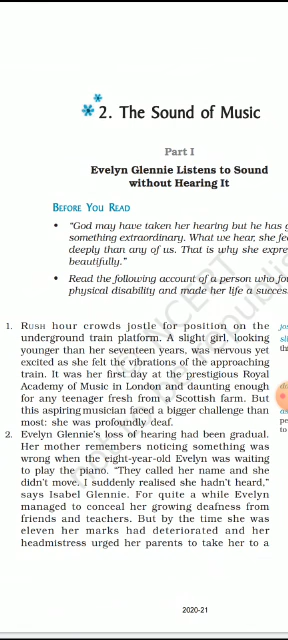 2. The Sound of Music
Part I
Evelyn Glennie Listens to Sound
without Hearing It
BEFORE YOU READ
• "God may have taken her hearing but he has g
something extraordinary. What we hear, she fee
deeply than any of us. That is why she expre
beautifully."
• Read the following account of a person who fou
physical disability and made her life a success
1. RUSH hour crowds jostle for position on the
underground train platform. A slight girl, looking
younger than her seventeen years, was nervous yet
excited as she felt the vibrations of the approaching
train. It was her first day at the prestigious Royal
Academy of Music in London and daunting enough
for any teenager fresh from a Scottish farm. But
this aspiring musician faced a bigger challenge than
most: she was profoundly deaf.
2. Evelyn Glennie's loss of hearing had been gradual.
Her mother remembers noticing something was
wrong when the eight-year-old Evelyn was waiting
to play the piano. "They called her name and she
didn't move. I suddenly realised she hadn't heard,"
says Isabel Glennie. For quite a while Evelyn
managed to conceal her growing deafness from
friends and teachers. But by the time she was
eleven her marks had deteriorated and her
headmistress urged her parents to take her to a
jos
sli
th
pe
to
2020-21